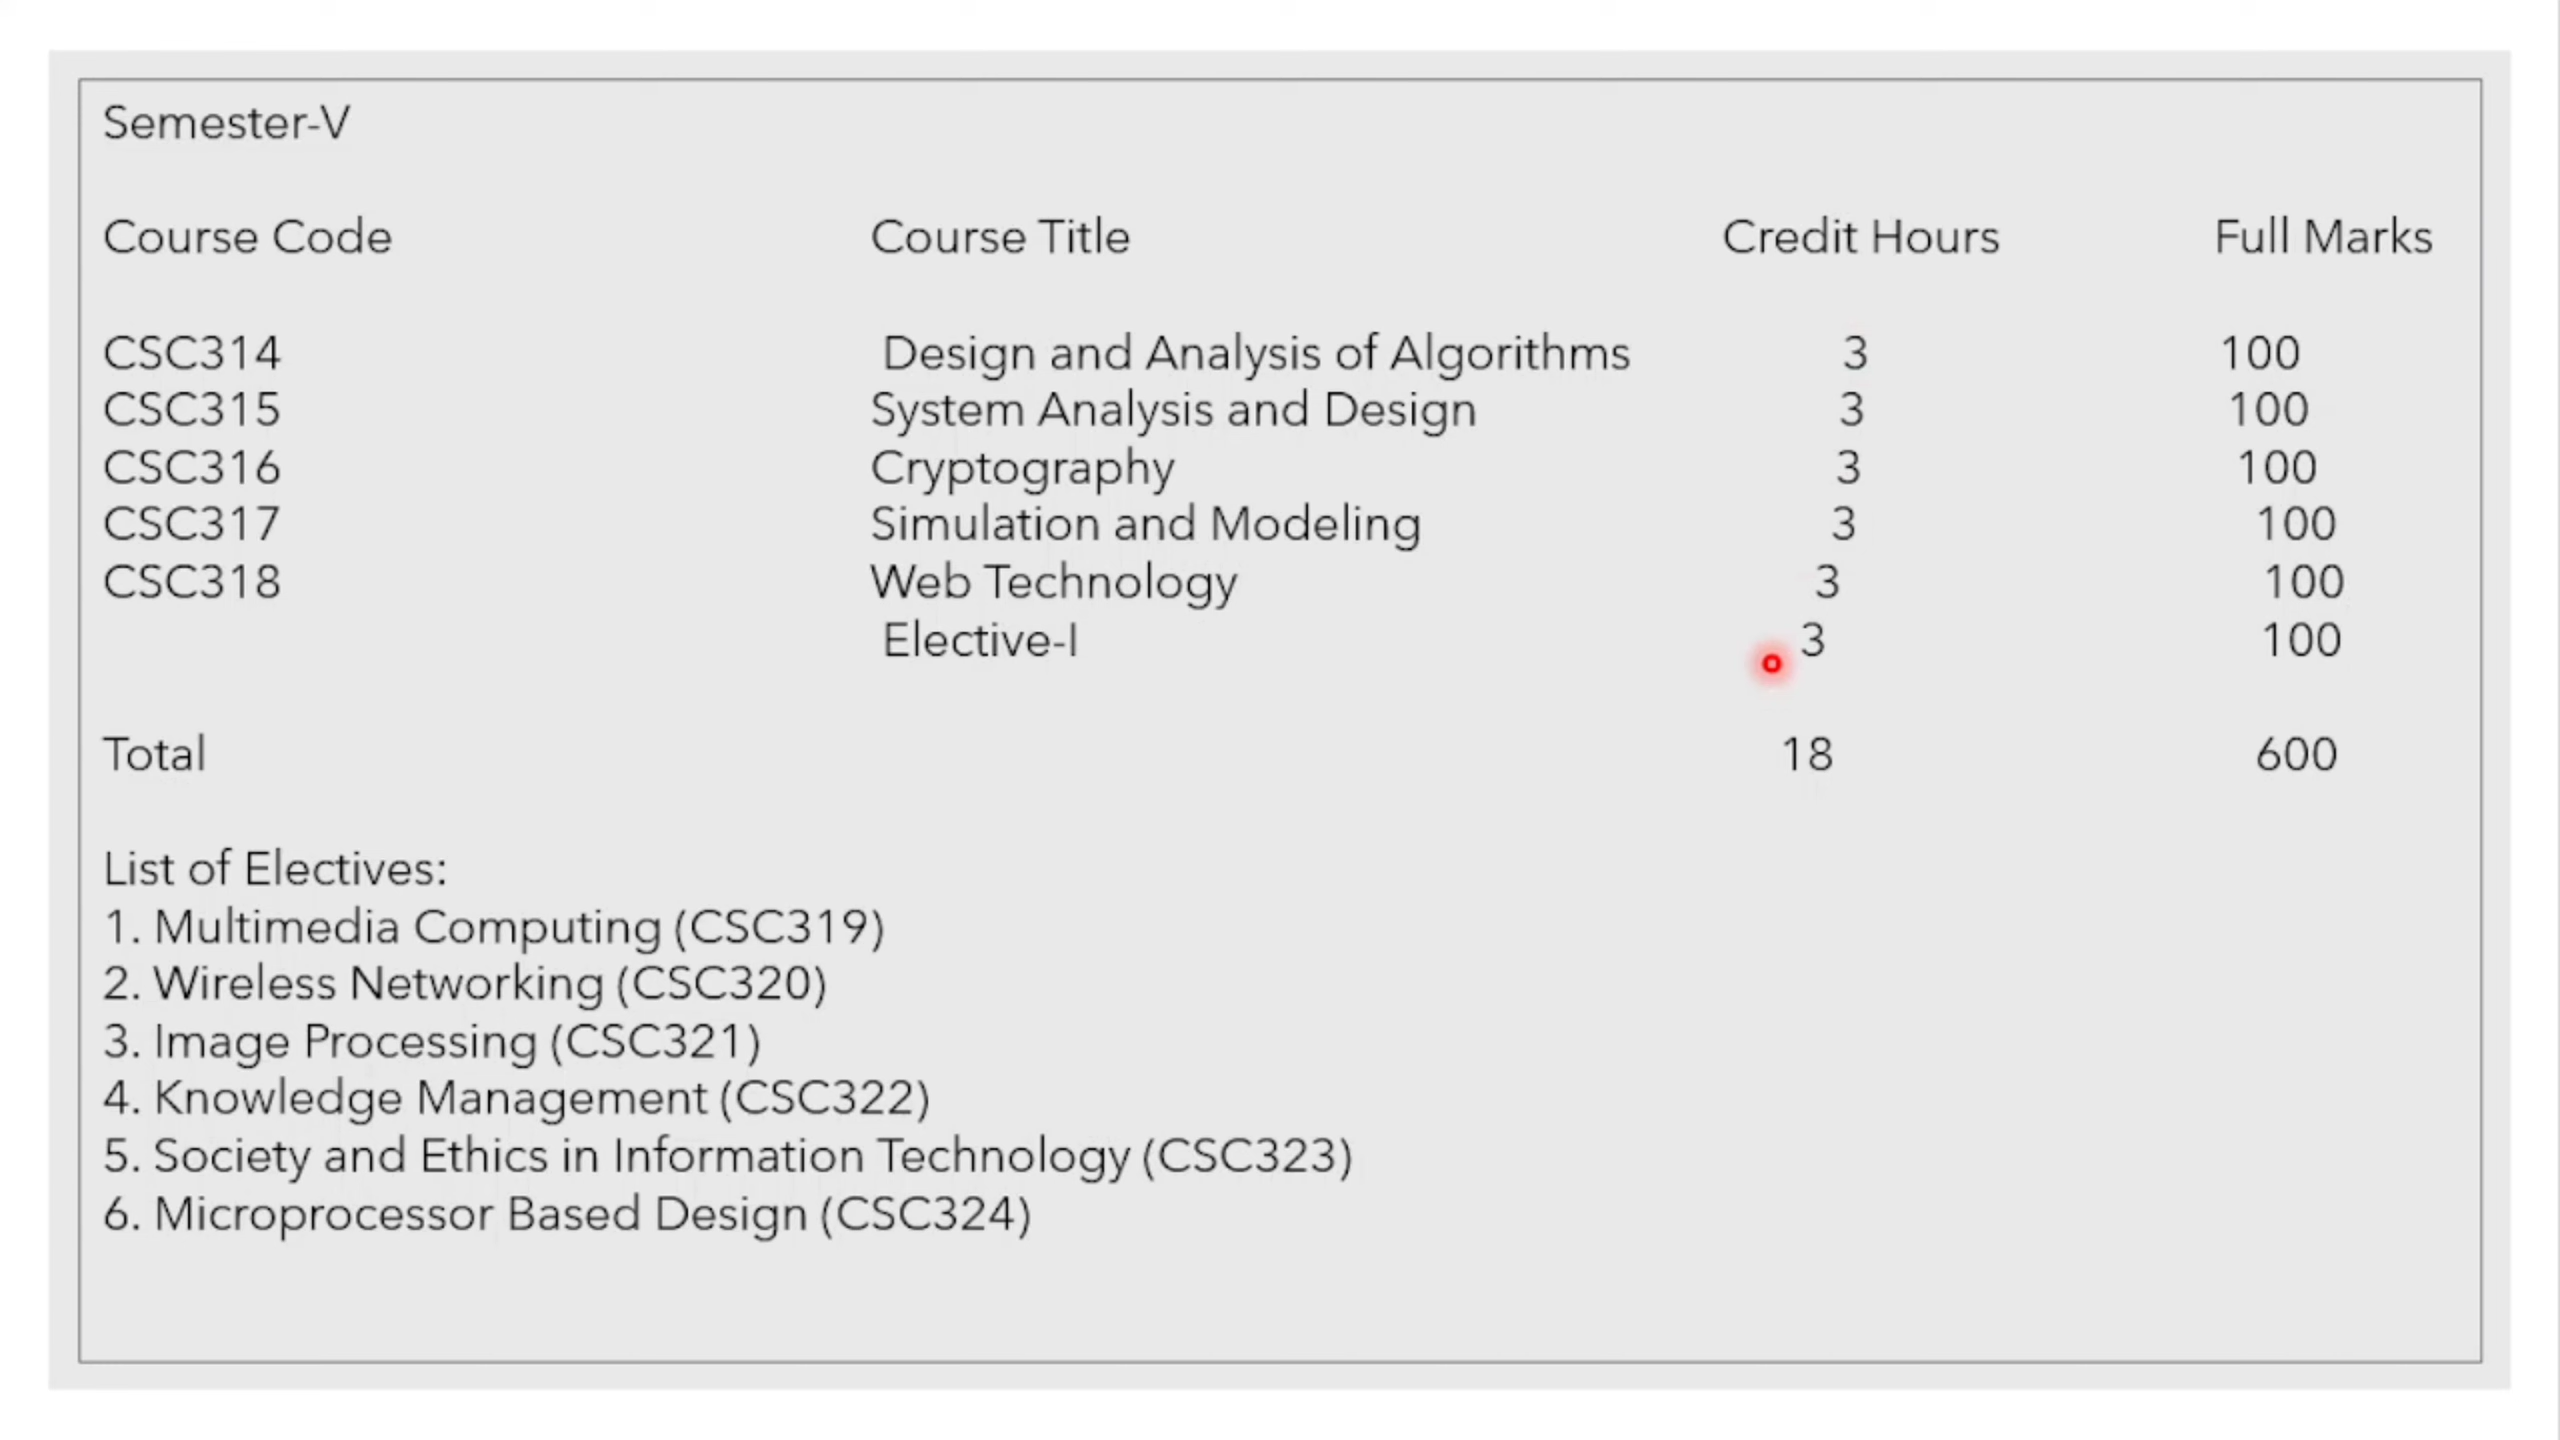 Semester-V
Course Code Course Title Credit Hours Full Marks
CSC314 Design and Analysis of Algorithms 3 100
CSC315 System Analysis and Design 3 100
CSC316 Cryptography 3 100
CSC317 Simulation and Modeling 3 100
CSC318 Web Technology 3 100
Elective-I 3 100
Total 18 600
List of Electives:
1. Multimedia Computing (CSC319)
2. Wireless Networking (CSC320)
3. Image Processing (CSC321)
4. Knowledge Management (CSC322)
5. Society and Ethics in Information Technology (CSC323)
6. Microprocessor Based Design (CSC324)